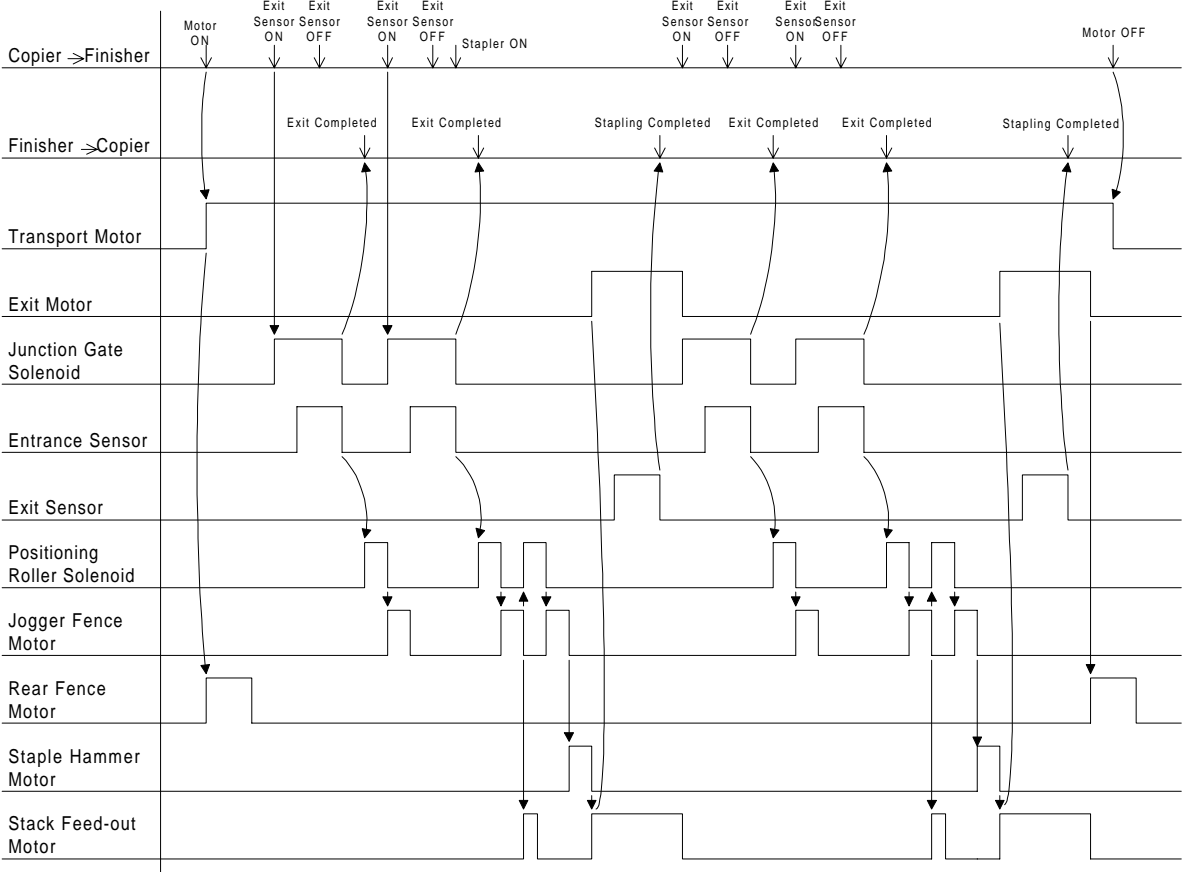 Motor
ON
Exit
Sensor
ON
Exit
Sensor
OFF
Exit
Sensor
ON
Exit
Sensor
OFF
Stapler ON
Exit
Sensor
ON
Exit
Sensor
OFF
Exit
Sensor
ON
Exit
Sensor
OFF
Motor OFF
Copier → Finisher
Exit Completed
Exit Completed
Stapling Completed
Exit Completed
Exit Completed
Stapling Completed
Finisher → Copier
Transport Motor
Exit Motor
Junction Gate
Solenoid
Entrance Sensor
Exit Sensor
Positioning
Roller Solenoid
Jogger Fence
Motor
Rear Fence
Motor
Staple Hammer
Motor
Stack Feed-out
Motor